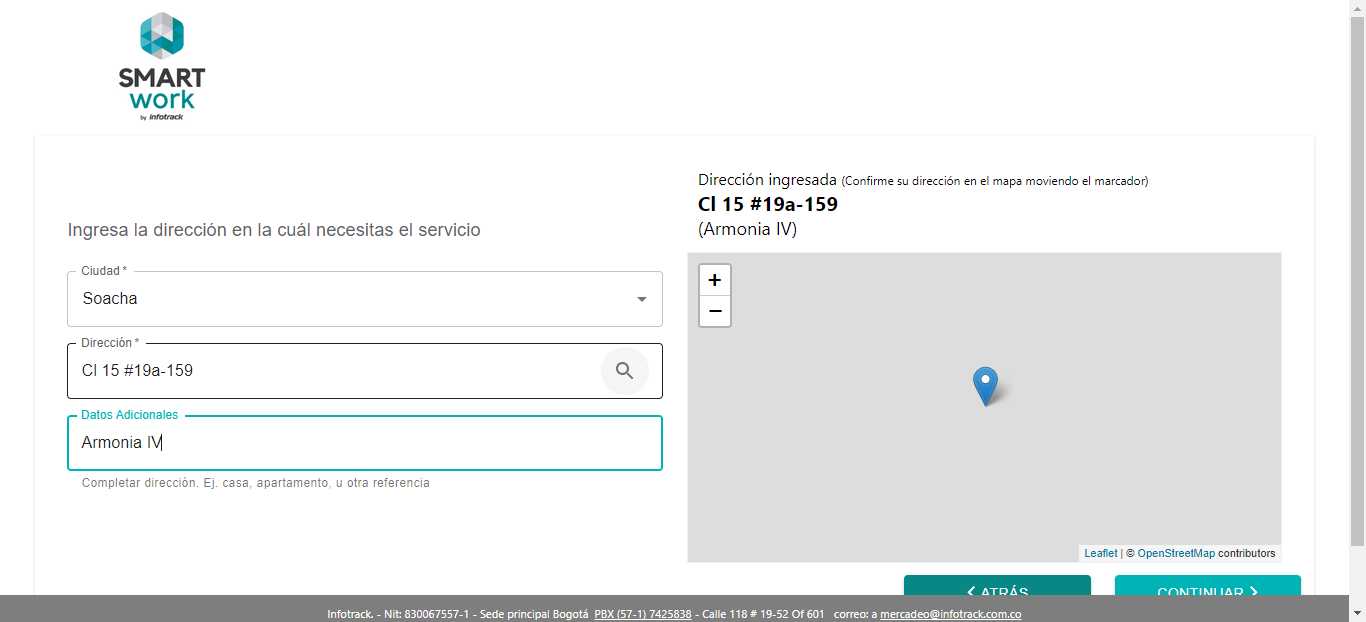 SMART
work
by infotrack
Dirección ingresada (Confirme su dirección en el mapa moviendo el marcador)
Cl 15 #19a-159
(Armonia IV)
Ingresa la dirección en la cuál necesitas el servicio
Ciudad *
Soacha
Dirección *
Cl 15 #19a-159
Datos Adicionales
Armonia IV
Completar dirección. Ej. casa, apartamento, u otra referencia
+
−
Leaflet | © OpenStreetMap contributors
ATRÁS
CONTINUAR
Infotrack. - Nit: 830067557-1 - Sede principal Bogotá PBX (57-1) 7425838 - Calle 118 # 19-52 Of 601 correo: a mercadeo@infotrack.com.co